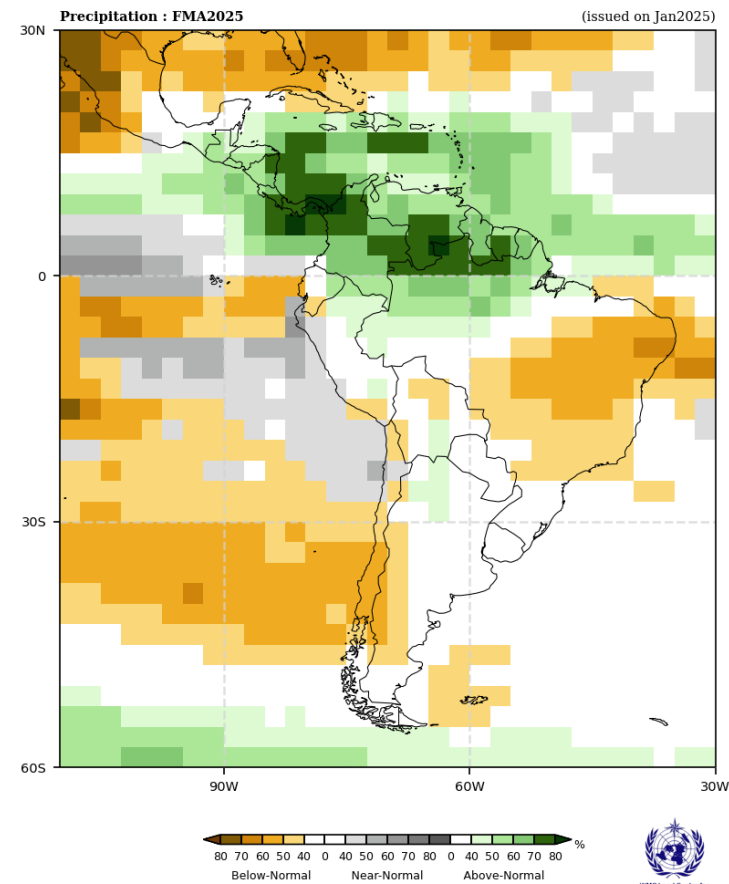 Precipitation : FMA2025 (issued on Jan2025)
30N
0
30S
60S
90W 60W 30W
80 70 60 50 40 0 40 50 60 70 80 0 40 50 60 70 80 %
Below-Normal Near-Normal Above-Normal